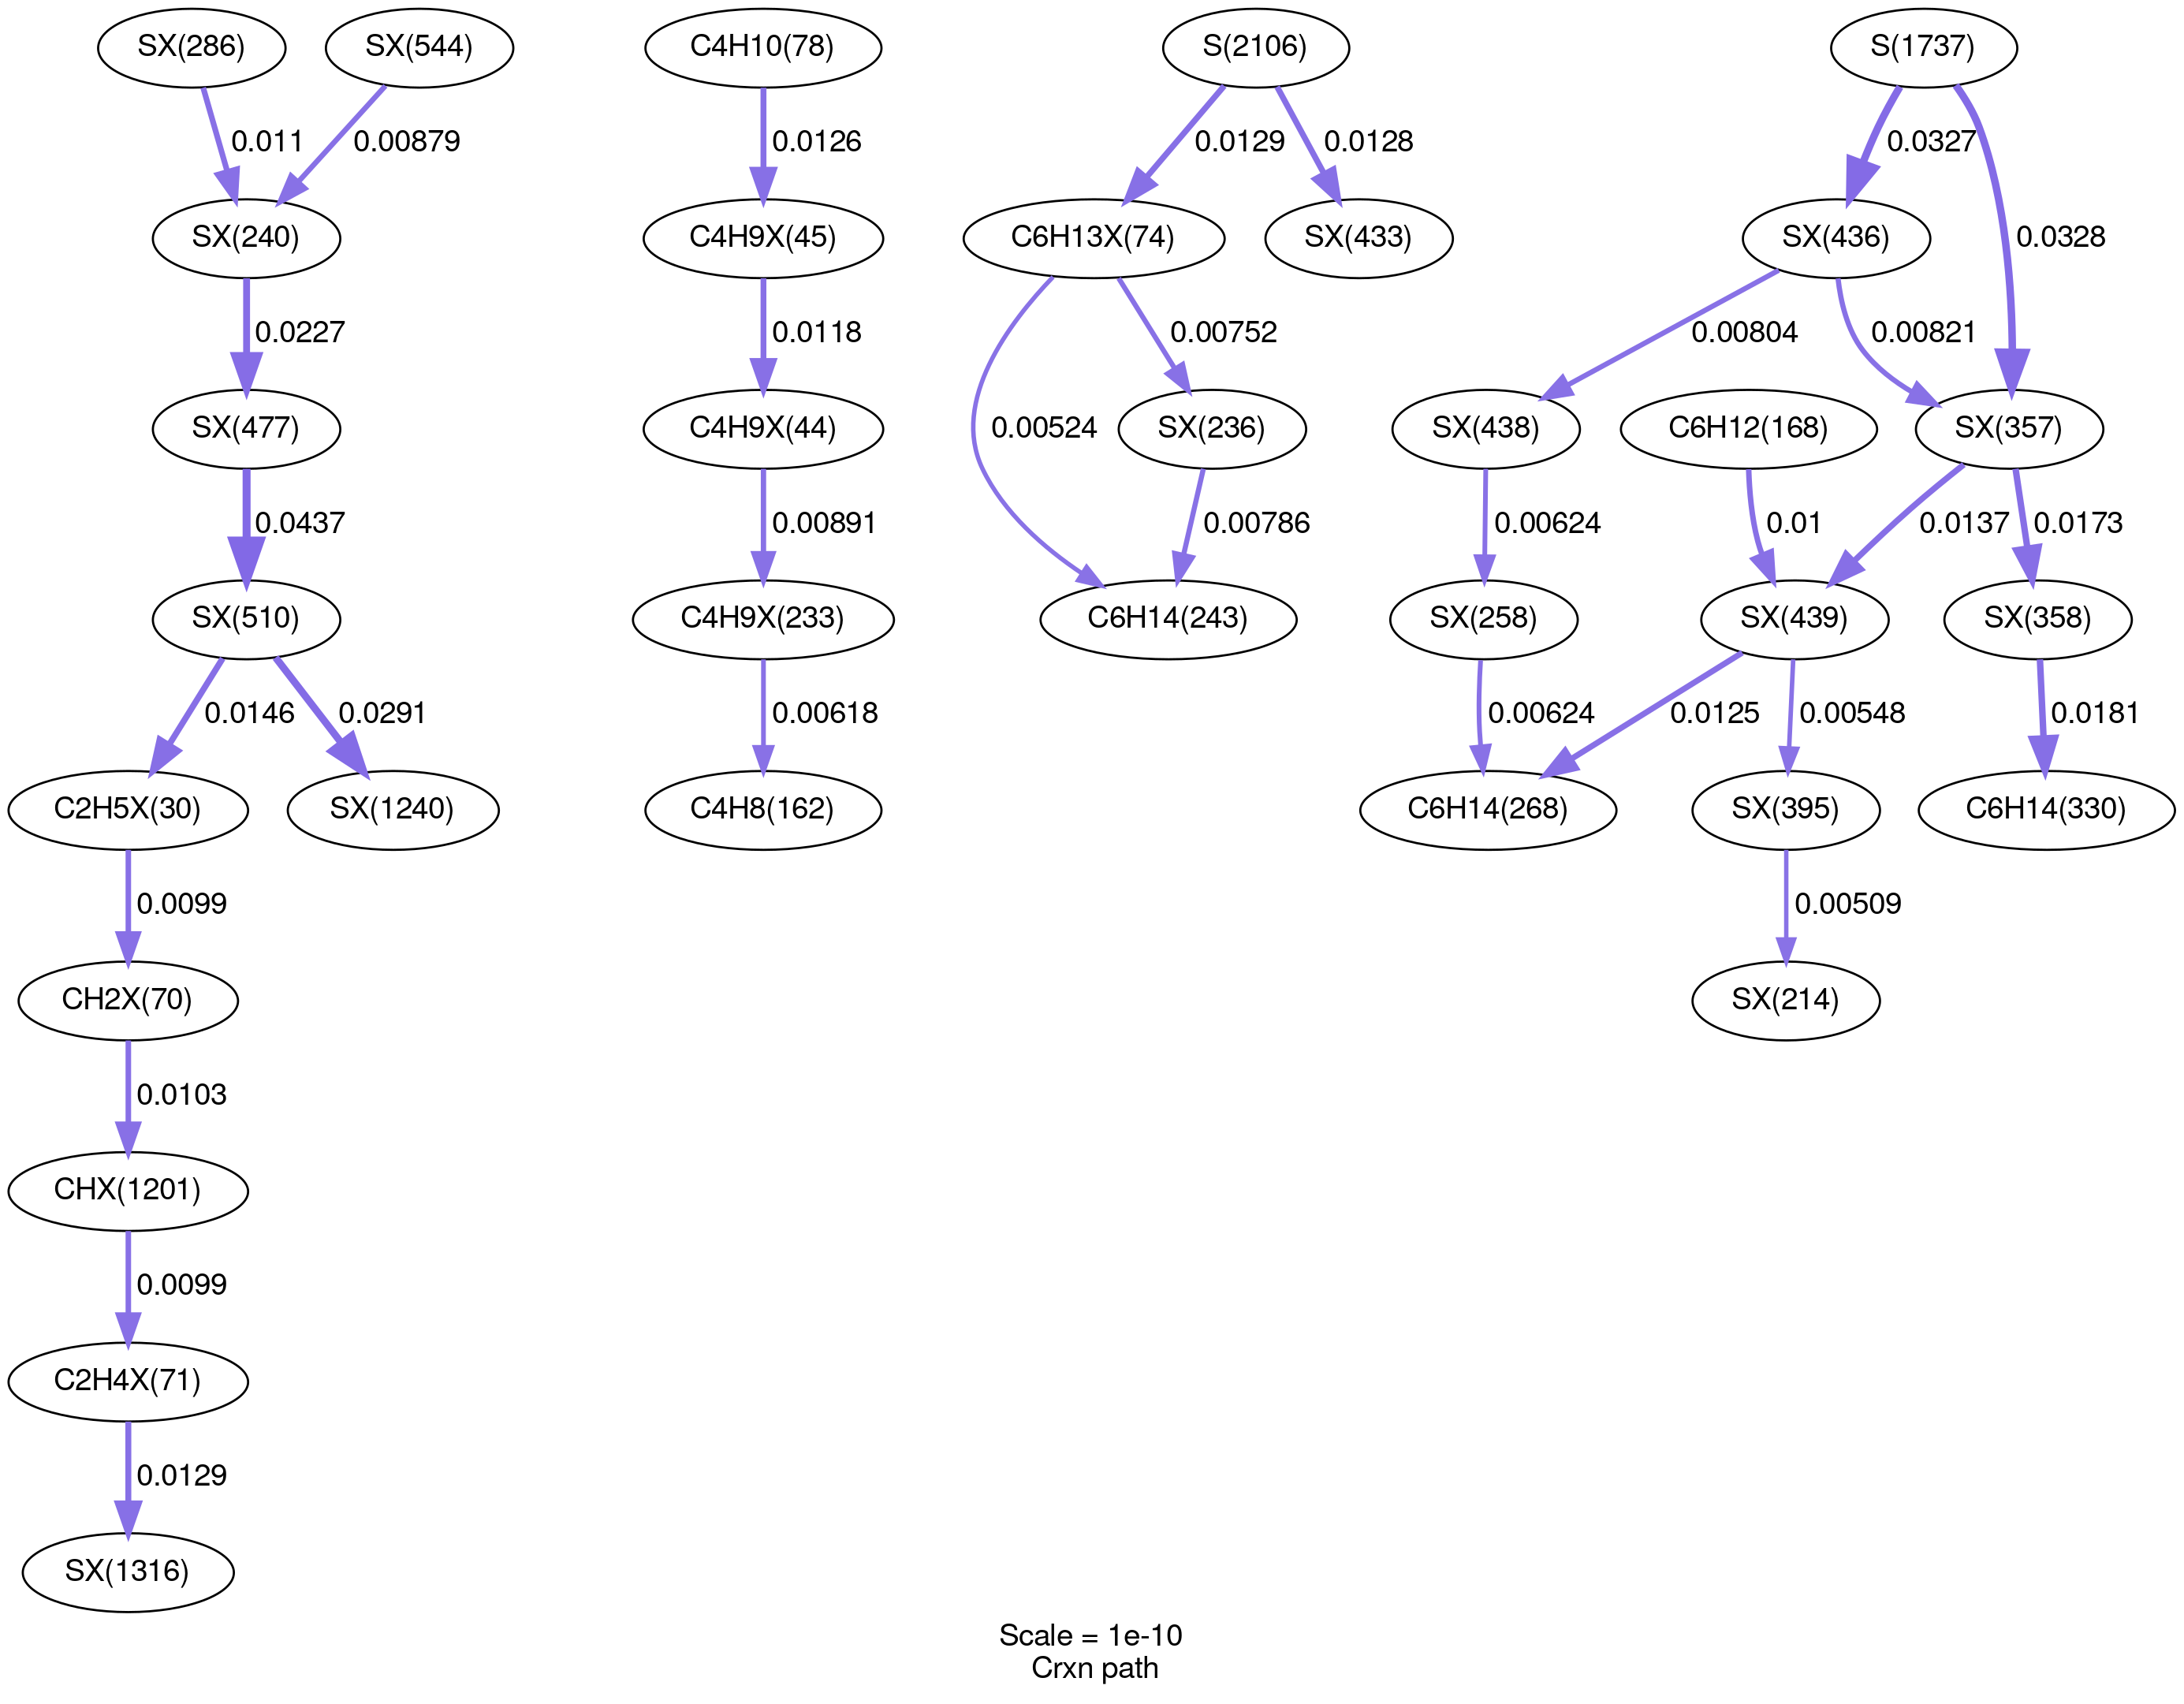 SX(286)
SX(544)
C4H10(78)
S(2106)
S(1737)
0.011
0.00879
0.0126
0.0129
0.0128
0.0327
SX(240)
C4H9X(45)
C6H13X(74)
SX(433)
SX(436)
0.0328
0.0227
0.0118
0.00752
0.00804
0.00821
SX(477)
C4H9X(44)
0.00524
SX(236)
SX(438)
C6H12(168)
SX(357)
0.0437
0.00891
0.00786
0.00624
0.01
0.0137
0.0173
SX(510)
C4H9X(233)
C6H14(243)
SX(258)
SX(439)
SX(358)
0.0146
0.0291
0.00618
0.00624
0.0125
0.00548
0.0181
C2H5X(30)
SX(1240)
C4H8(162)
C6H14(268)
SX(395)
C6H14(330)
0.0099
0.00509
CH2X(70)
SX(214)
0.0103
CHX(1201)
0.0099
C2H4X(71)
0.0129
SX(1316)
Scale = 1e-10
Crxn path